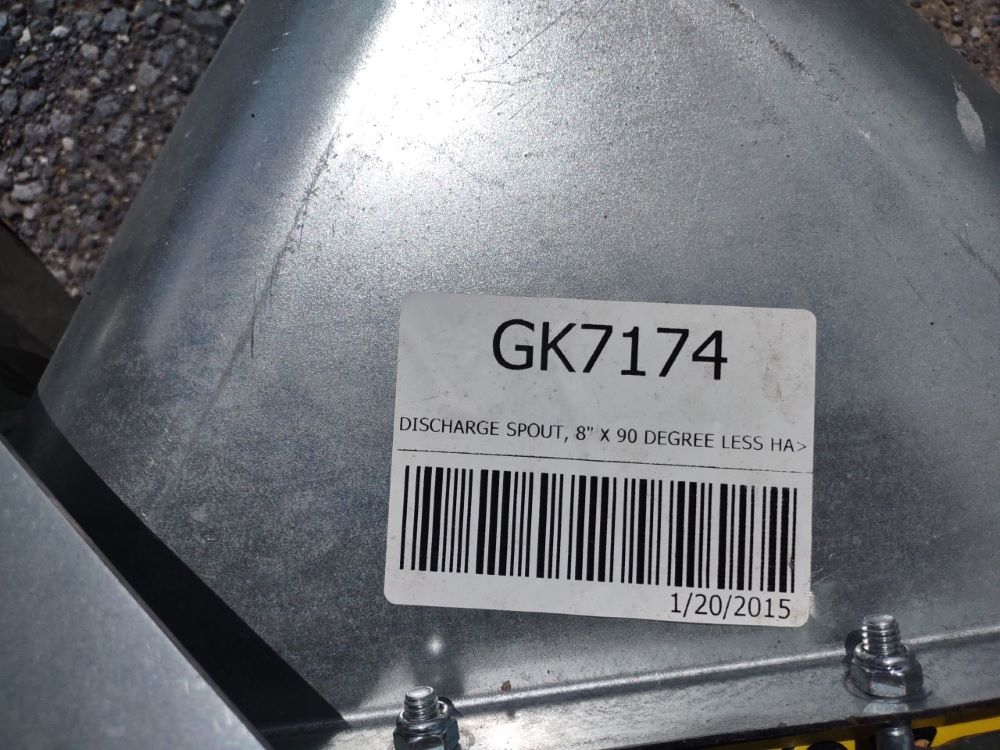 GK7174
DISCHARGE SPOUT, 8" X 90 DEGREE LESS HA>
1/20/2015